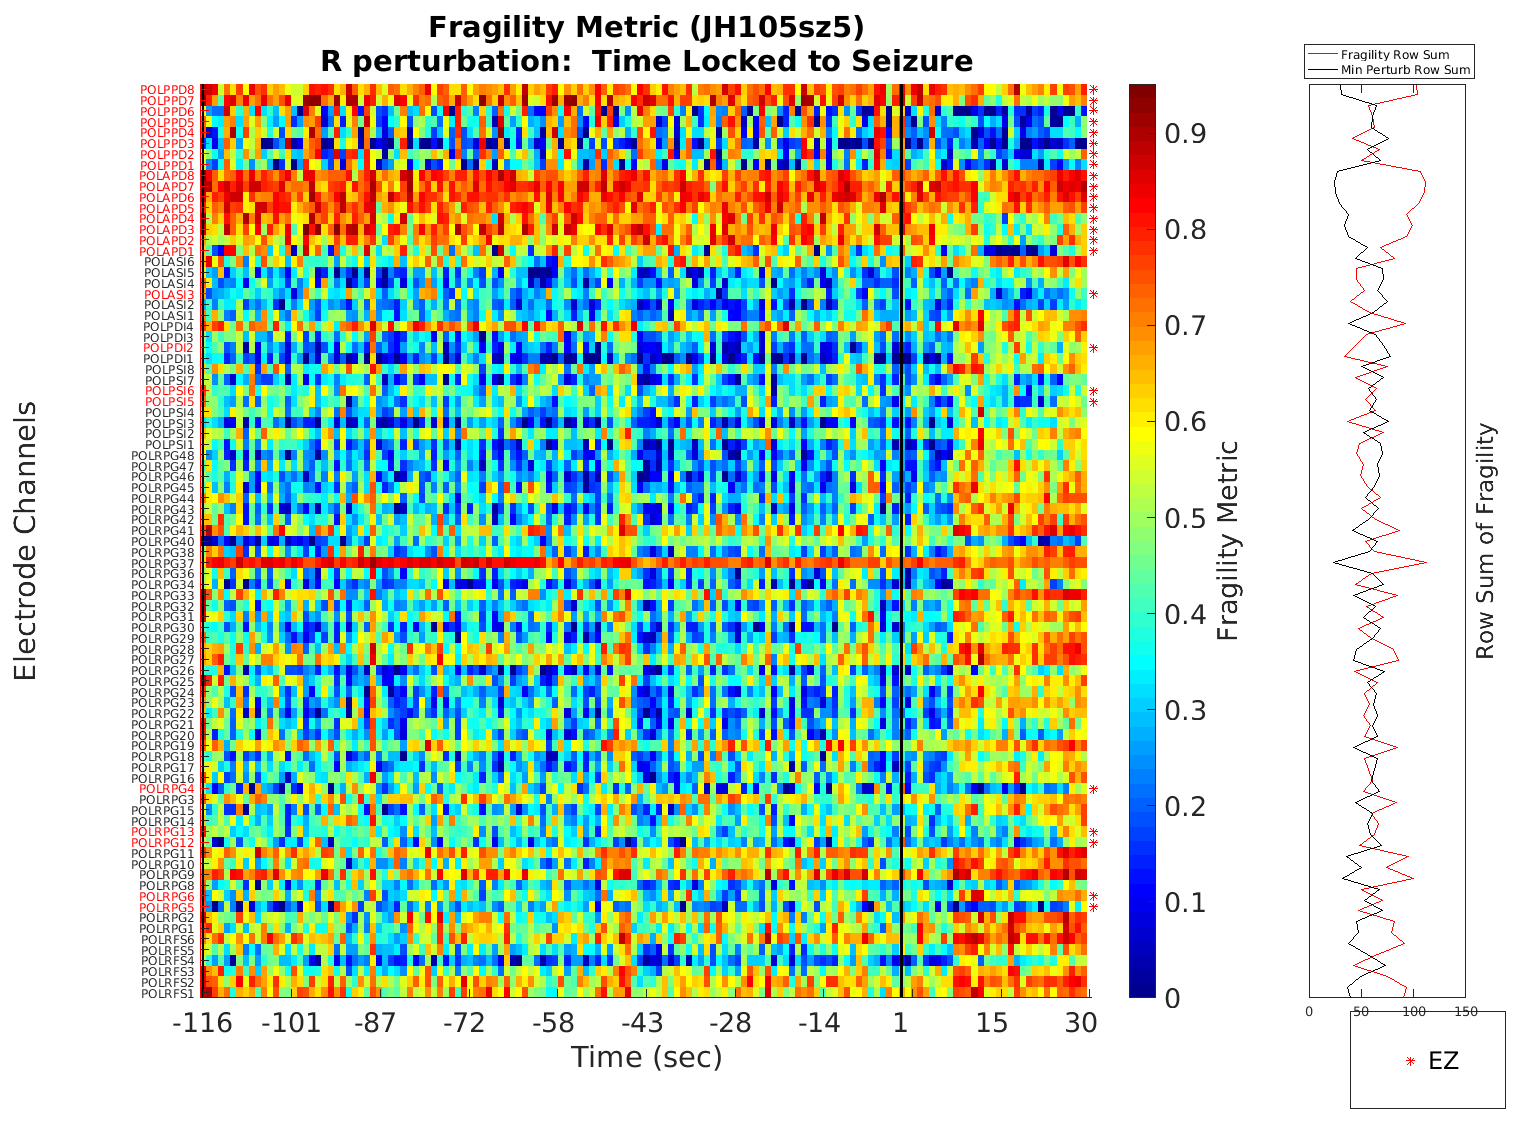 Fragility Metric (JH105sz5)
R perturbation:  Time Locked to Seizure
Electrode Channels
POLPPD8
POLPPD7
POLPPD6
POLPPD5
POLPPD4
POLPPD3
POLPPD2
POLPPD1
POLAPD8
POLAPD7
POLAPD6
POLAPD5
POLAPD4
POLAPD3
POLAPD2
POLAPD1
POLASI6
POLASI5
POLASI4
POLASI3
POLASI2
POLASI1
POLPDI4
POLPDI3
POLPDI2
POLPDI1
POLPSI8
POLPSI7
POLPSI6
POLPSI5
POLPSI4
POLPSI3
POLPSI2
POLPSI1
POLRPG48
POLRPG47
POLRPG46
POLRPG45
POLRPG44
POLRPG43
POLRPG42
POLRPG41
POLRPG40
POLRPG38
POLRPG37
POLRPG36
POLRPG34
POLRPG33
POLRPG32
POLRPG31
POLRPG30
POLRPG29
POLRPG28
POLRPG27
POLRPG26
POLRPG25
POLRPG24
POLRPG23
POLRPG22
POLRPG21
POLRPG20
POLRPG19
POLRPG18
POLRPG17
POLRPG16
POLRPG4
POLRPG3
POLRPG15
POLRPG14
POLRPG13
POLRPG12
POLRPG11
POLRPG10
POLRPG9
POLRPG8
POLRPG6
POLRPG5
POLRPG2
POLRPG1
POLRFS6
POLRFS5
POLRFS4
POLRFS3
POLRFS2
POLRFS1
-116 -101 -87 -72 -58 -43 -28 -14 1 15 30
Time (sec)
0.9
0.8
0.7
0.6
0.5
0.4
0.3
0.2
0.1
0
Fragility Metric
Fragility Row Sum
Min Perturb Row Sum
0 50 100 150
Row Sum of Fragility
EZ